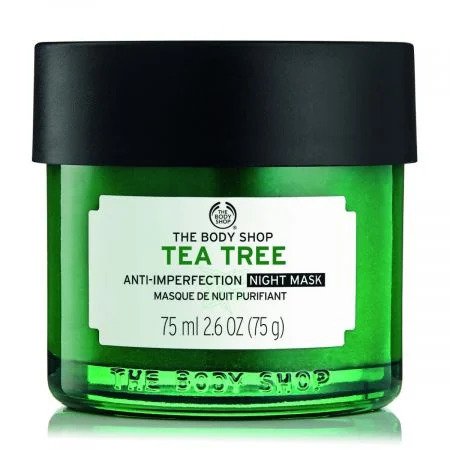 THE
BODY
SHOP
THE BODY SHOP
TEA TREE
ANTI-IMPERFECTION NIGHT MASK
MASQUE DE NUIT PURIFIANT
75 ml 2.6 OZ (75 g)
THE BODY SHOP